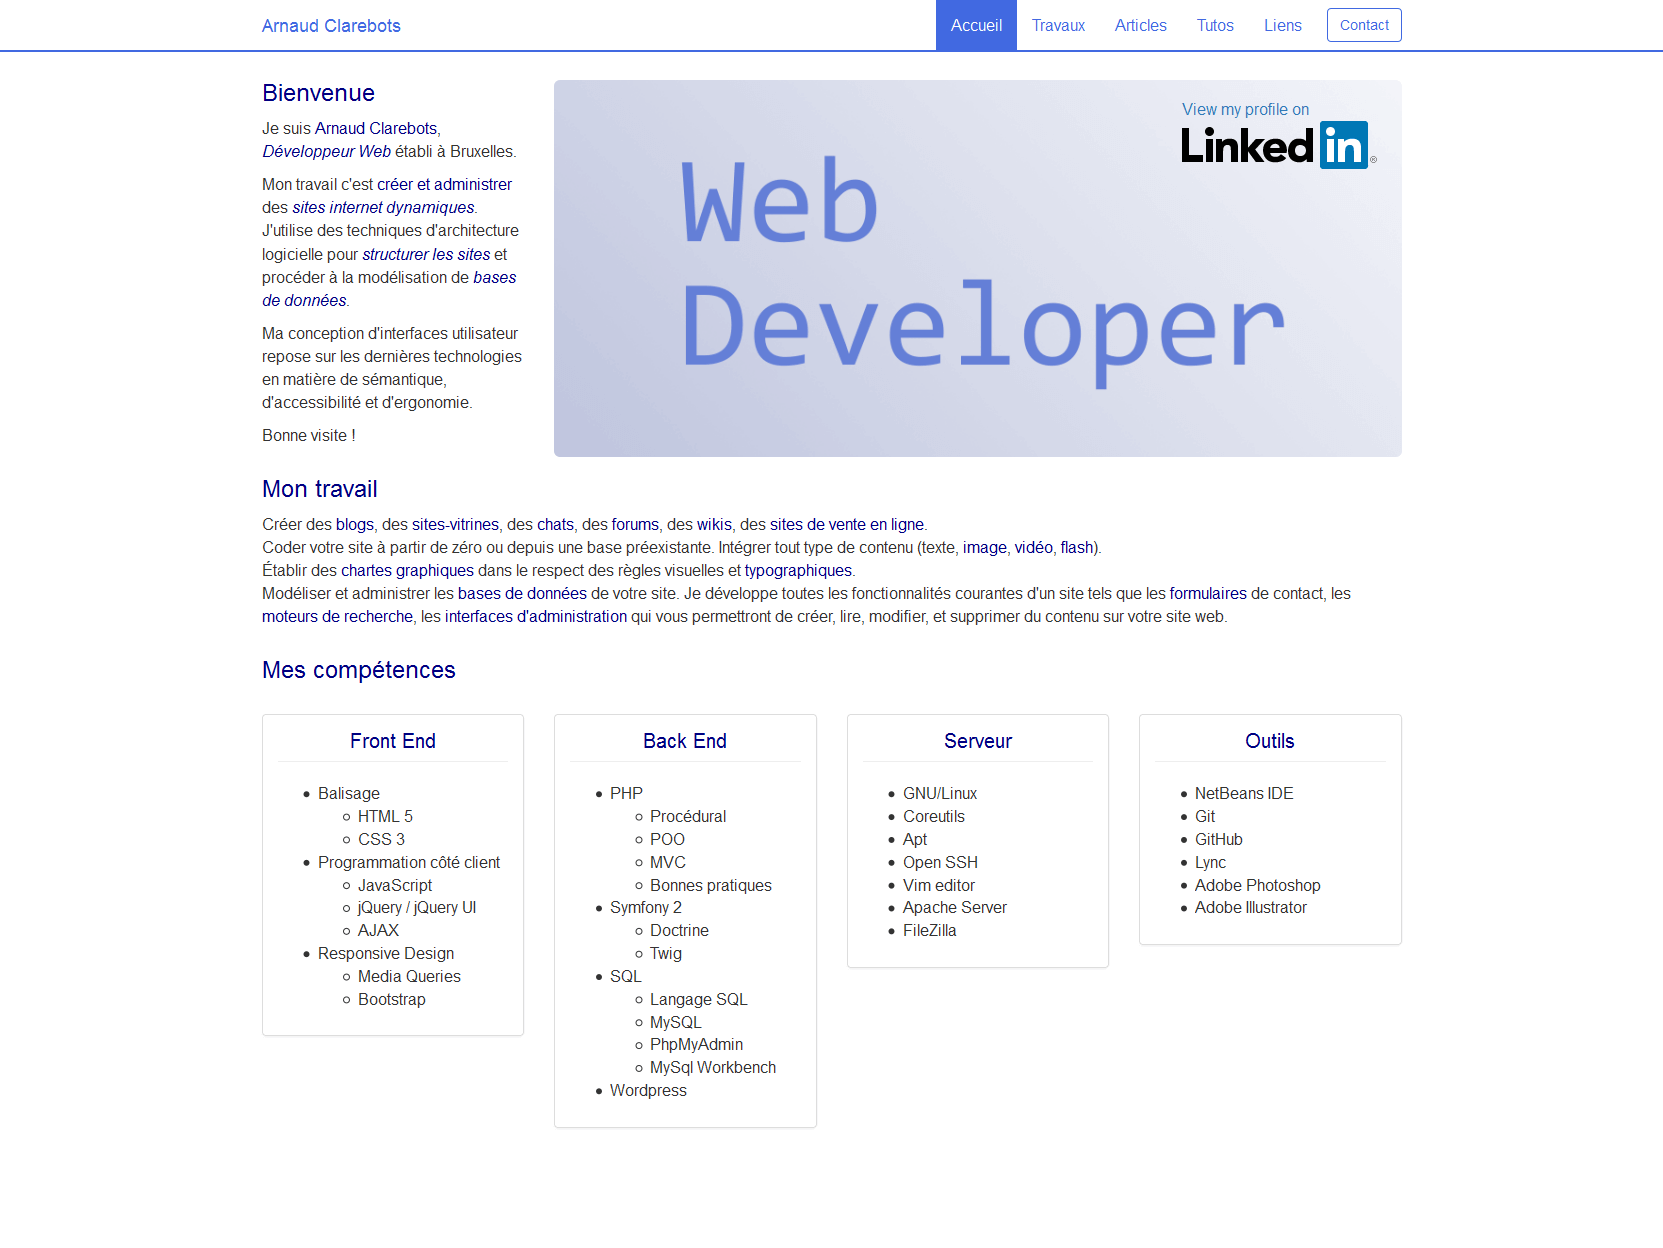 Arnaud Clarebots
Accueil
Travaux
Articles
Tutos
Liens
Contact
Bienvenue
Je suis Arnaud Clarebots,
Développeur Web établi à Bruxelles.
Mon travail c'est créer et administrer
des sites internet dynamiques.
J'utilise des techniques d'architecture
logicielle pour structurer les sites et
procéder à la modélisation de bases
de données.
Ma conception d'interfaces utilisateur
repose sur les dernières technologies
en matière de sémantique,
d'accessibilité et d'ergonomie.
Bonne visite !
View my profile on
Linked in ®
Web
Developer
Mon travail
Créer des blogs, des sites-vitrines, des chats, des forums, des wikis, des sites de vente en ligne.
Coder votre site à partir de zéro ou depuis une base préexistante. Intégrer tout type de contenu (texte, image, vidéo, flash).
Établir des chartes graphiques dans le respect des règles visuelles et typographiques.
Modéliser et administrer les bases de données de votre site. Je développe toutes les fonctionnalités courantes d'un site tels que les formulaires de contact, les
moteurs de recherche, les interfaces d'administration qui vous permettront de créer, lire, modifier, et supprimer du contenu sur votre site web.
Mes compétences
Front End
Balisage
HTML 5
CSS 3
Programmation côté client
JavaScript
jQuery / jQuery UI
AJAX
Responsive Design
Media Queries
Bootstrap
Back End
PHP
Procédural
POO
MVC
Bonnes pratiques
Symfony 2
Doctrine
Twig
SQL
Langage SQL
MySQL
PhpMyAdmin
MySql Workbench
Wordpress
Serveur
GNU/Linux
Coreutils
Apt
Open SSH
Vim editor
Apache Server
FileZilla
Outils
NetBeans IDE
Git
GitHub
Lync
Adobe Photoshop
Adobe Illustrator